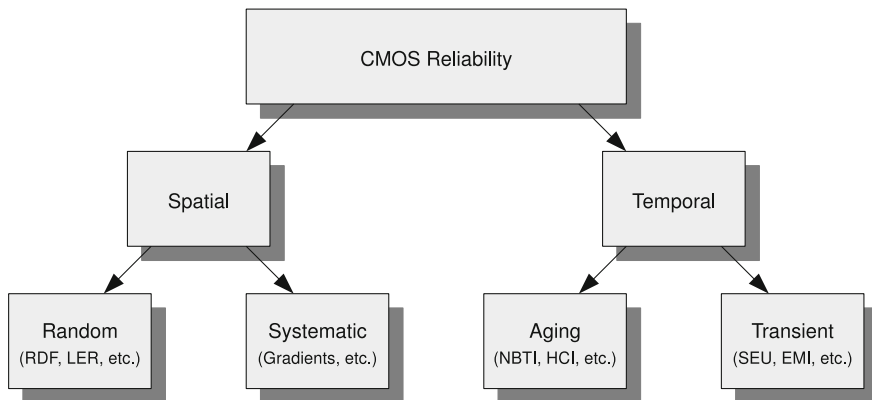 CMOS Reliability
Spatial
Temporal
Random
(RDF, LER, etc.)
Systematic
(Gradients, etc.)
Aging
(NBTI, HCI, etc.)
Transient
(SEU, EMI, etc.)